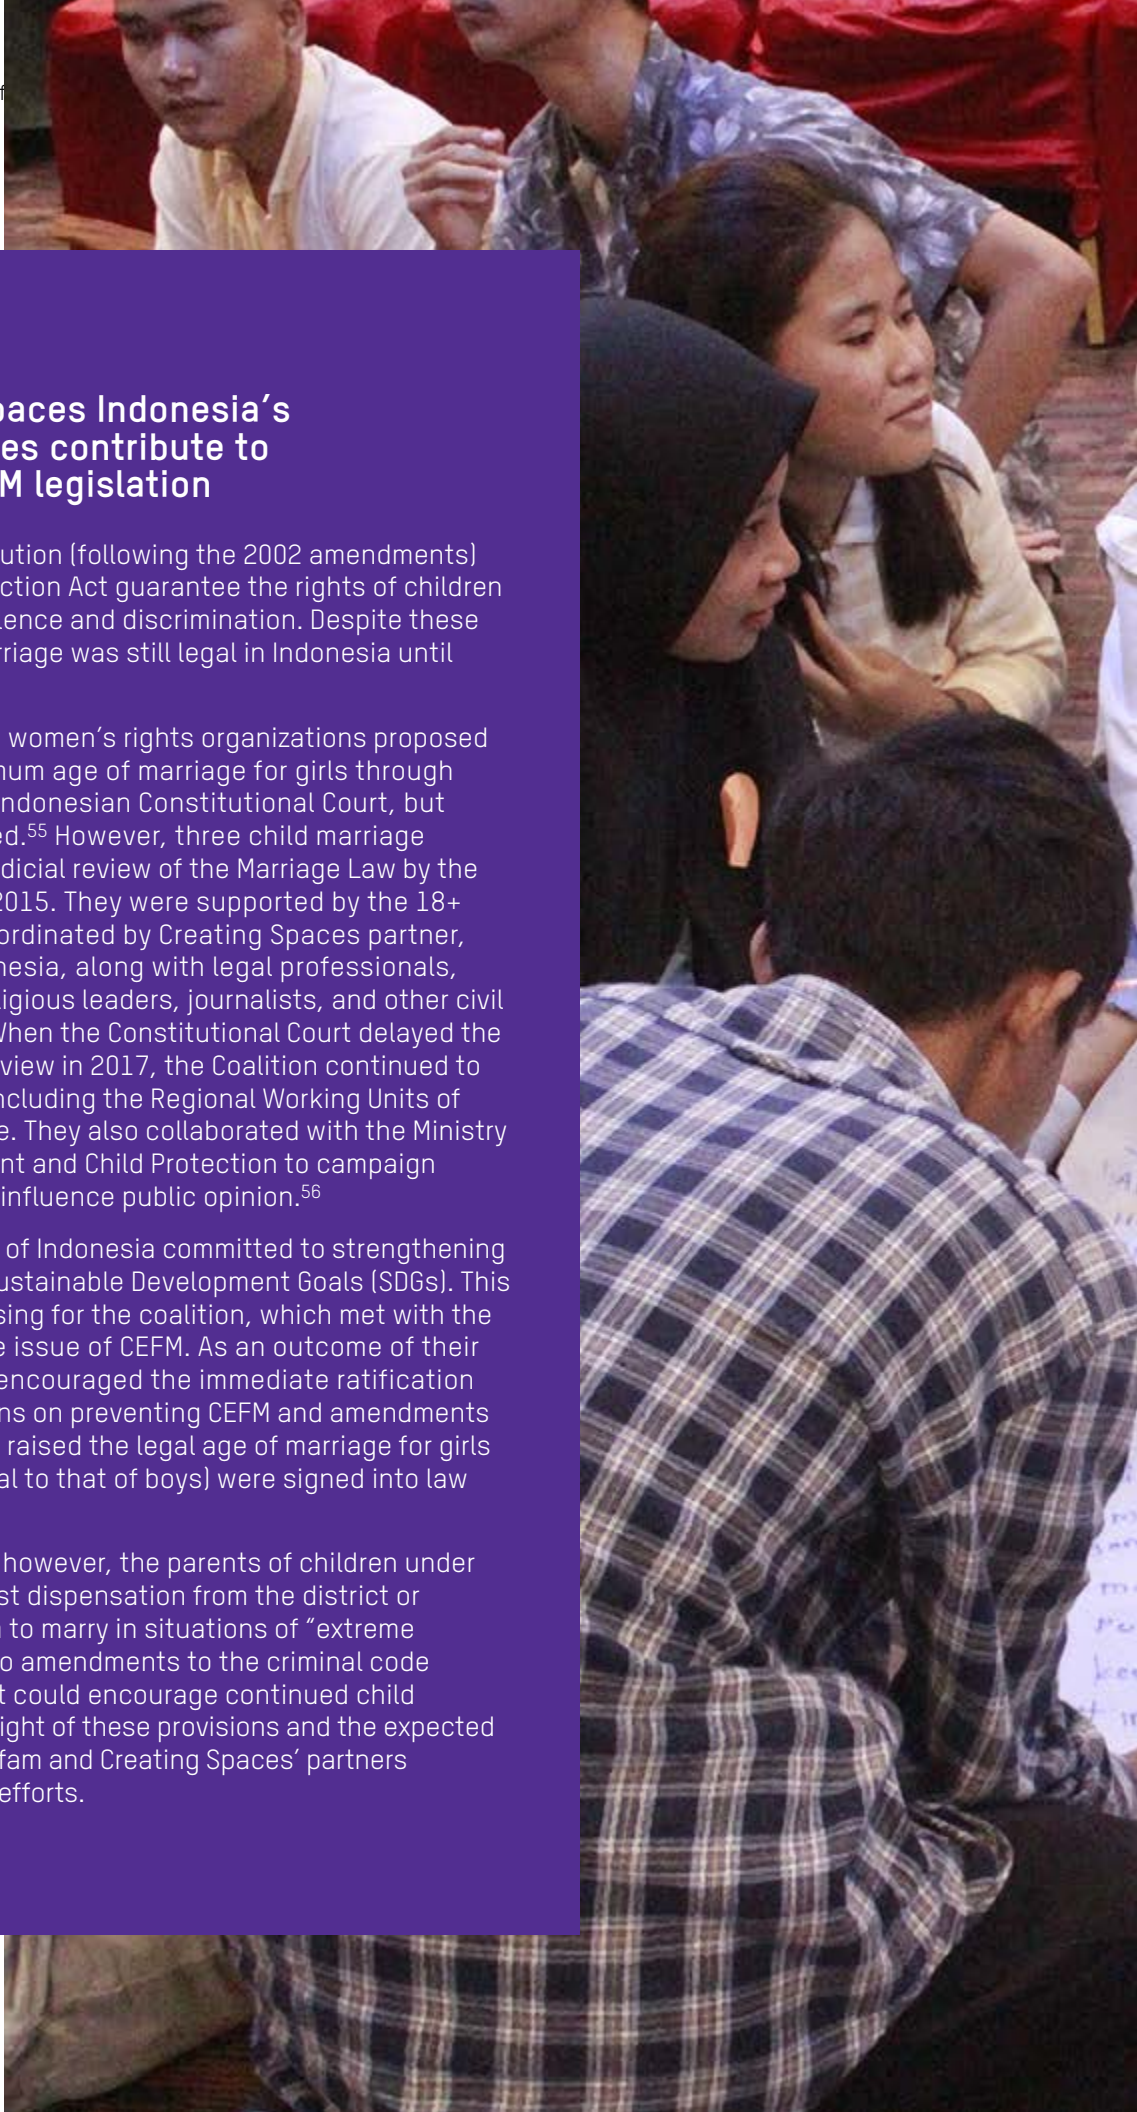 f
paces Indonesia's
es contribute to
M legislation
ution (following the 2002 amendments)
ction Act guarantee the rights of children
lence and discrimination. Despite these
rriage was still legal in Indonesia until
women's rights organizations proposed
num age of marriage for girls through
ndonesian Constitutional Court, but
ed.55 However, three child marriage
dicial review of the Marriage Law by the
2015. They were supported by the 18+
ordinated by Creating Spaces partner,
nesia, along with legal professionals,
igious leaders, journalists, and other civil
When the Constitutional Court delayed the
view in 2017, the Coalition continued to
ncluding the Regional Working Units of
e. They also collaborated with the Ministry
nt and Child Protection to campaign
influence public opinion.56
of Indonesia committed to strengthening
ustainable Development Goals (SDGs). This
sing for the coalition, which met with the
e issue of CEFM. As an outcome of their
encouraged the immediate ratification
ns on preventing CEFM and amendments
raised the legal age of marriage for girls
al to that of boys) were signed into law
however, the parents of children under
st dispensation from the district or
to marry in situations of “extreme
o amendments to the criminal code
t could encourage continued child
ight of these provisions and the expected
fam and Creating Spaces' partners
efforts.